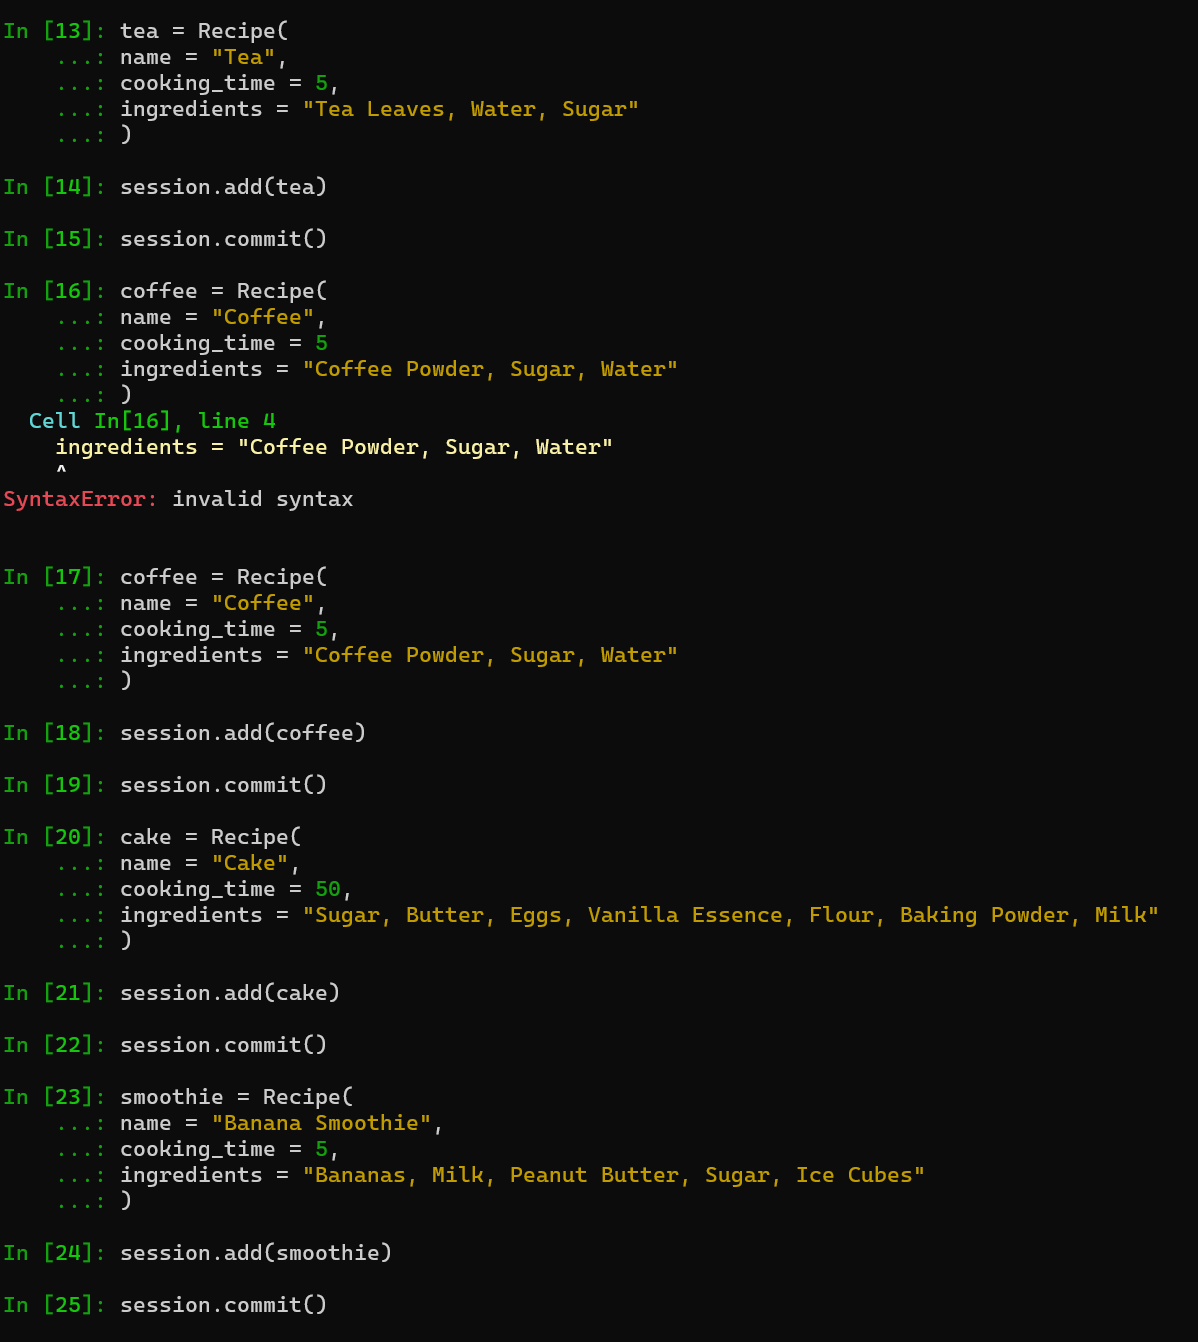 In [13]: tea = Recipe(
    ...: name = "Tea",
    ...: cooking_time = 5,
    ...: ingredients = "Tea Leaves, Water, Sugar"
    ...: )

In [14]: session.add(tea)

In [15]: session.commit()

In [16]: coffee = Recipe(
    ...: name = "Coffee",
    ...: cooking_time = 5
    ...: ingredients = "Coffee Powder, Sugar, Water"
    ...: )
  Cell In[16], line 4
    ingredients = "Coffee Powder, Sugar, Water"
    ^
SyntaxError: invalid syntax


In [17]: coffee = Recipe(
    ...: name = "Coffee",
    ...: cooking_time = 5,
    ...: ingredients = "Coffee Powder, Sugar, Water"
    ...: )

In [18]: session.add(coffee)

In [19]: session.commit()

In [20]: cake = Recipe(
    ...: name = "Cake",
    ...: cooking_time = 50,
    ...: ingredients = "Sugar, Butter, Eggs, Vanilla Essence, Flour, Baking Powder, Milk"
    ...: )

In [21]: session.add(cake)

In [22]: session.commit()

In [23]: smoothie = Recipe(
    ...: name = "Banana Smoothie",
    ...: cooking_time = 5,
    ...: ingredients = "Bananas, Milk, Peanut Butter, Sugar, Ice Cubes"
    ...: )

In [24]: session.add(smoothie)

In [25]: session.commit()